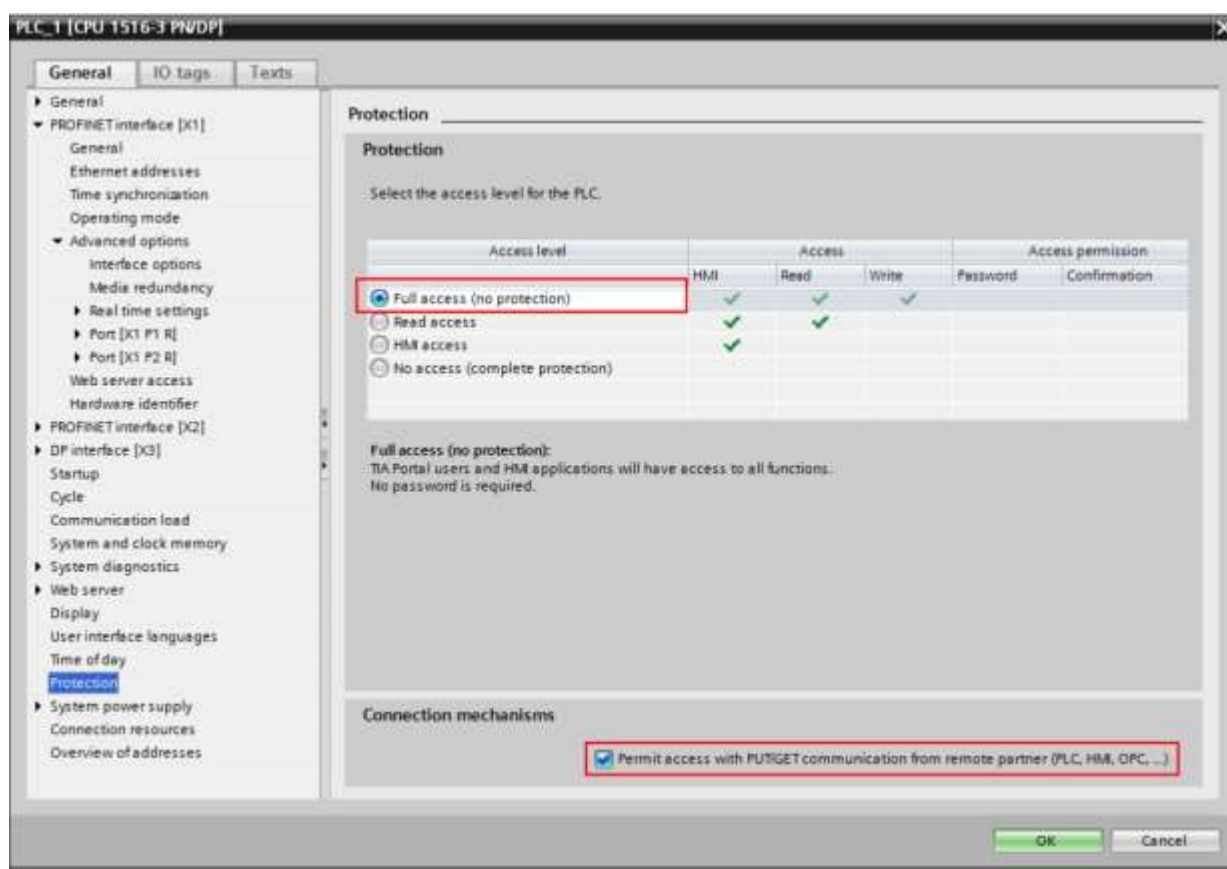 PLC_1 [CPU 1516-3 PN/DP]
General IO tags Texts
General
PROFINET interface [X1]
General
Ethernet addresses
Time synchronization
Operating mode
Advanced options
Interface options
Media redundancy
Real time settings
Port [X1 P1 R]
Port [X1 P2 R]
Web server access
Hardware identifier
PROFINET interface [X2]
DP interface [X3]
Startup
Cycle
Communication load
System and clock memory
System diagnostics
Web server
Display
User interface languages
Time of day
Protection
System power supply
Connection resources
Overview of addresses
Protection
Protection
Select the access level for the PLC.
Access level Access Access permission
HMI Read Write Password Confirmation
Full access (no protection)
Read access
HMI access
No access (complete protection)
Full access (no protection):
TIA Portal users and HMI applications will have access to all functions.
No password is required.
Connection mechanisms
Permit access with PUT/GET communication from remote partner (PLC, HMI, OPC, ...)
OK Cancel